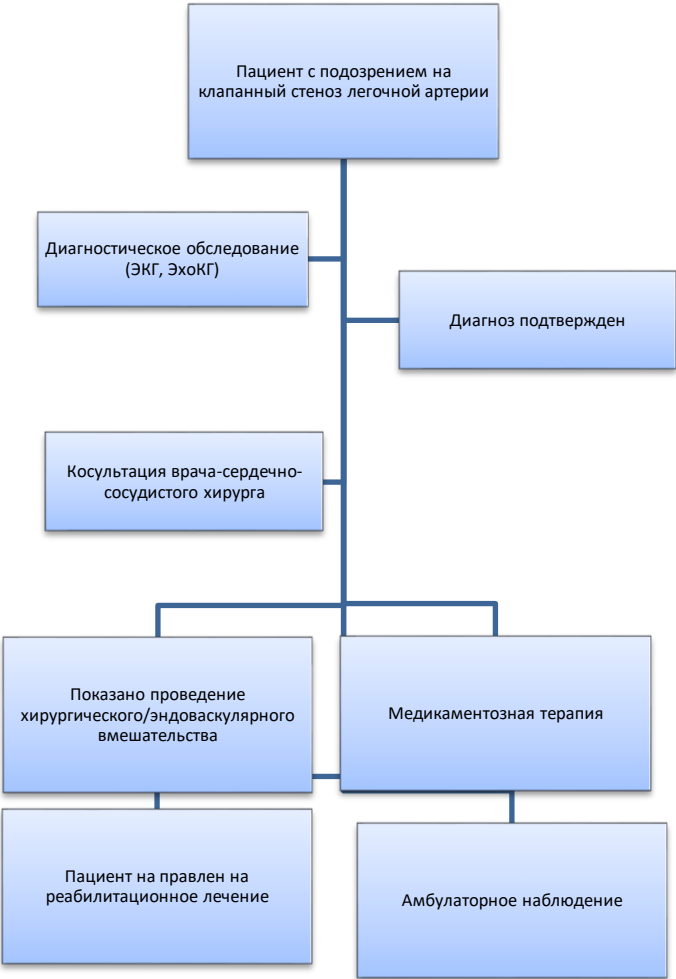 Пациент с подозрением на
клапанный стеноз легочной артерии
Диагностическое обследование
(ЭКГ, ЭхоКГ)
Диагноз подтвержден
Косультация врача-сердечно-
сосудистого хирурга
Показано проведение
хирургического/эндоваскулярного
вмешательства
Медикаментозная терапия
Пациент на правлен на
реабилитационное лечение
Амбулаторное наблюдение